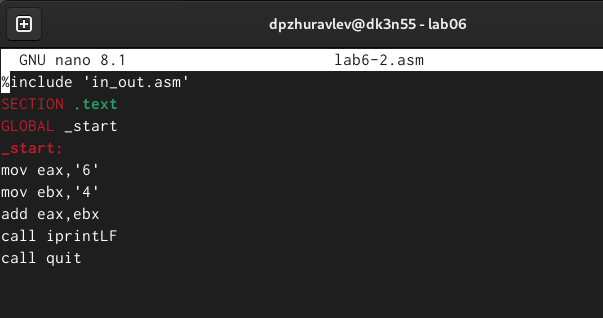 dpzhuravlev@dk3n55 - lab06
GNU nano 8.1 lab6-2.asm
%include 'in_out.asm'
SECTION .text
GLOBAL _start
_start:
mov eax,'6'
mov ebx,'4'
add eax,ebx
call iprintLF
call quit